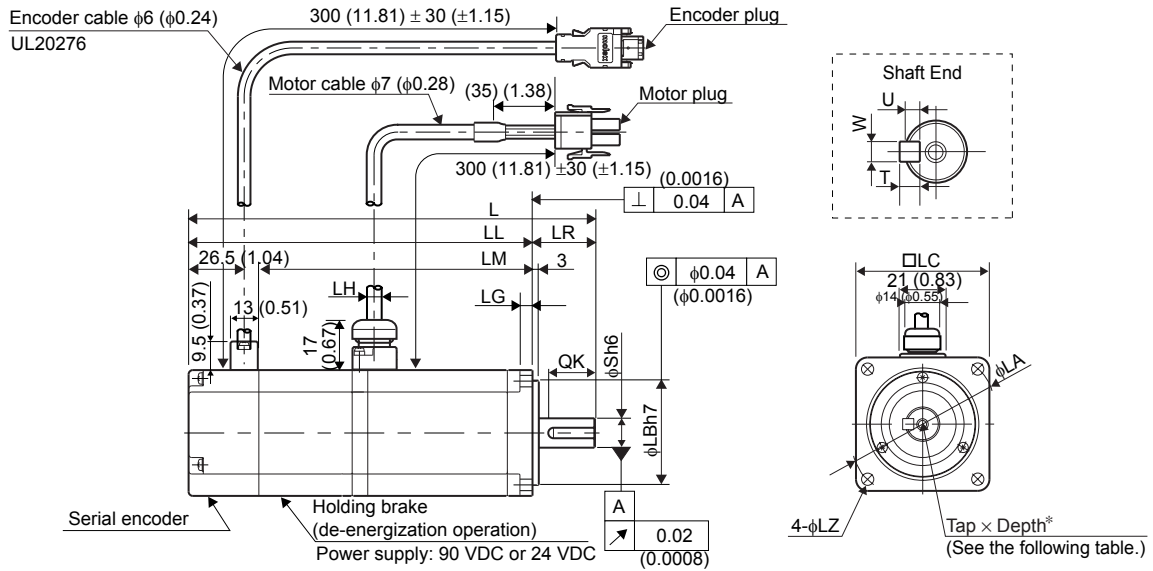 Encoder cable φ6 (φ0.24)
UL20276
300 (11.81) ± 30 (±1.15)
Encoder plug
Motor cable φ7 (φ0.28)
(35) (1.38)
Motor plug
300 (11.81) ±30 (±1.15)
(0.0016)
⊥ 0.04 A
Shaft End
U
W
T
L
LL
LR
26.5 (1.04)
LM
3
◎ φ0.04 A
(φ0.0016)
LH
LG
13 (0.51)
9.5 (0.37)
17
(0.67)
QK
φSh6
φLBh7
□LC
21 (0.83)
φ14 (φ0.55)
φLA
Serial encoder
Holding brake
(de-energization operation)
Power supply: 90 VDC or 24 VDC
A
↗ 0.02
(0.0008)
4-φLZ
Tap × Depth*
(See the following table.)